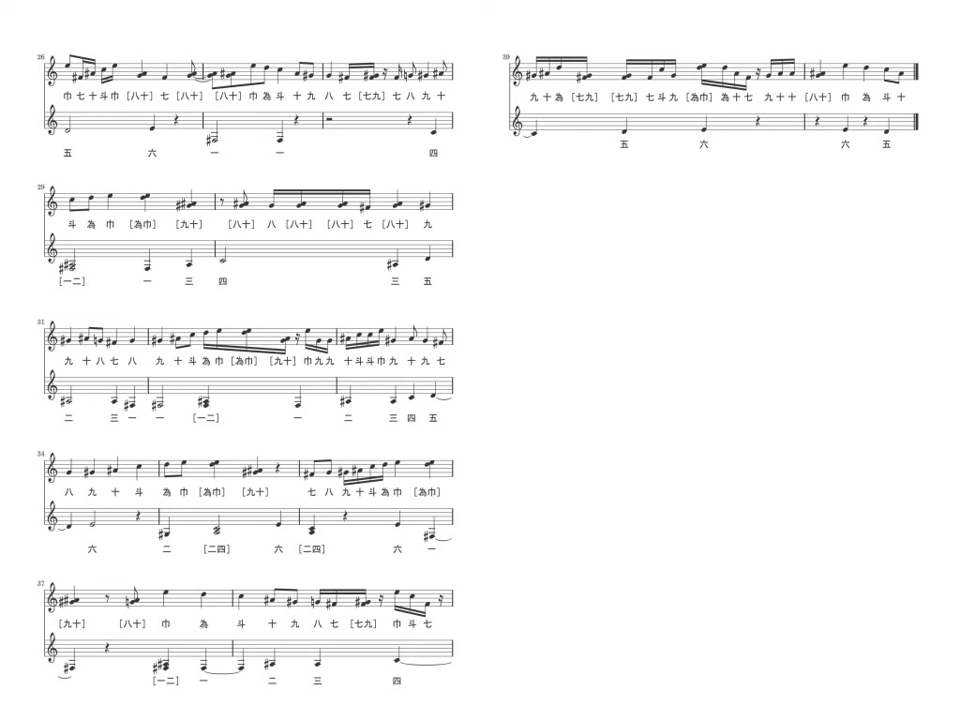 26
巾 七 十 斗 巾 [八十] 七 [八十] [八十] 巾 為 斗 十 九 八 七 [七九] 七 八 九 十
五 六 一 一 四
29
斗 為 巾 [為巾] [九十] [八十] 八 [八十] [八十] 七 [八十] 九
[一二] 一 三 四 三 五
31
九 十 八 七 八 九 十 斗 為 巾 [為巾] [九十] 巾 九 九 十 斗 斗 巾 九 十 九 七
二 三 一 一 [一二] 一 二 三 四 五
34
八 九 十 斗 為 巾 [為巾] [九十] 七 八 九 十 斗 為 巾 [為巾]
六 二 [二四] 六 [二四] 六 一
37
[九十] [八十] 巾 為 斗 十 九 八 七 [七九] 巾 斗 七
[一二] 一 二 三 四
39
九 十 為 [七九] [七九] 七 斗 九 [為巾] 為 十 七 九 十 十 [八十] 巾 為 斗 十
五 六 六 五